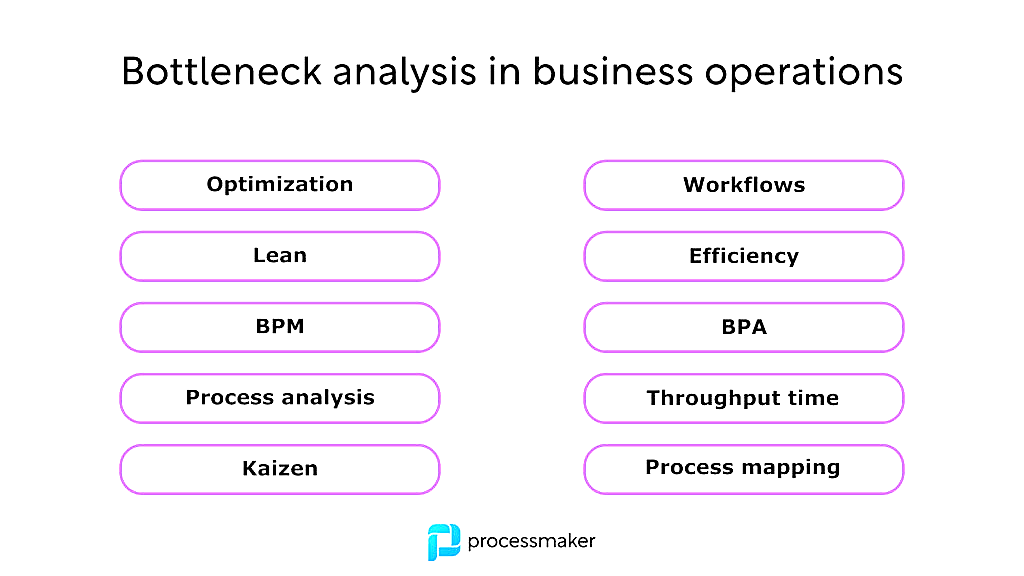 Bottleneck analysis in business operations
Optimization
Workflows
Lean
Efficiency
BPM
BPA
Process analysis
Throughput time
Kaizen
Process mapping
processmaker